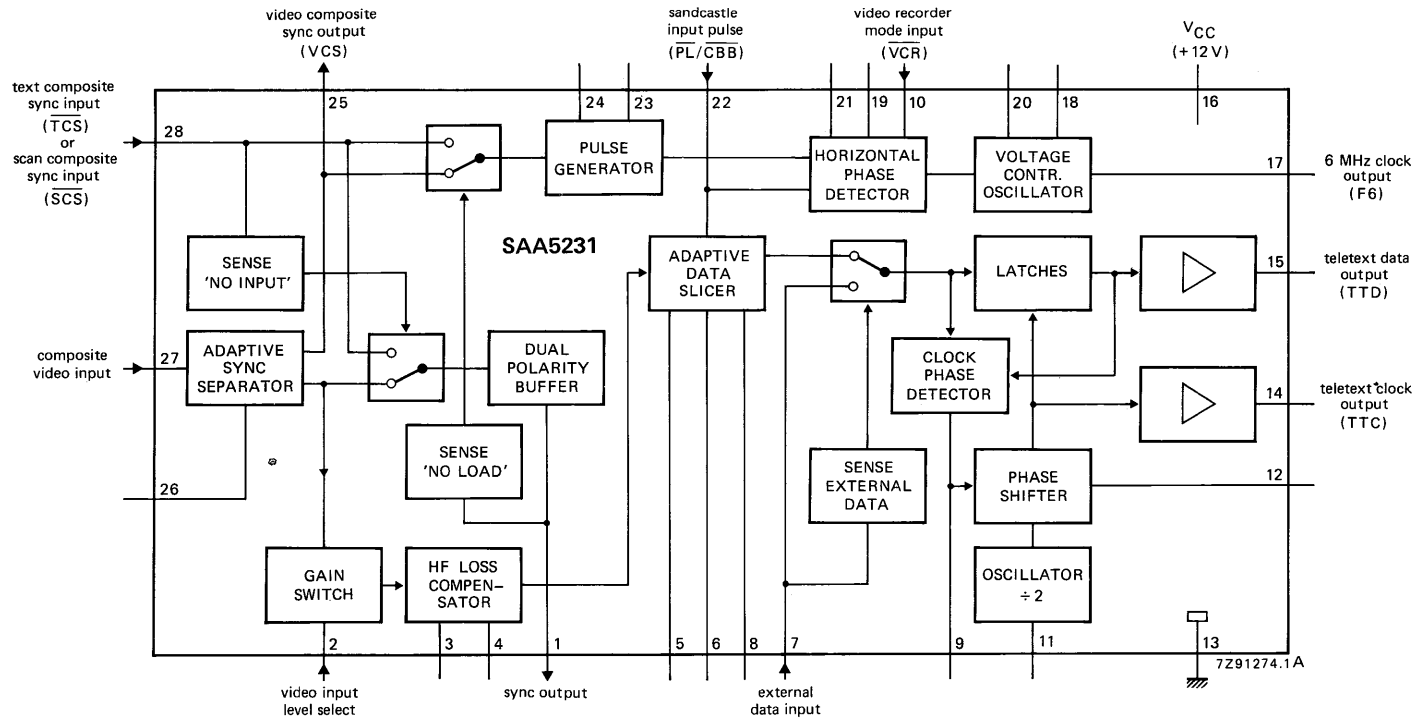 video composite
sync output
(VCS)
sandcastle
input pulse
(PL/CBB)
video recorder
mode input
(VCR)
VCC
(+12 V)
text composite
sync input
(TCS)
or
scan composite
sync input
(SCS)
25
24
23
22
21
19
10
20
18
16
28
PULSE
GENERATOR
HORIZONTAL
PHASE
DETECTOR
VOLTAGE
CONTR.
OSCILLATOR
17
6 MHz clock
output
(F6)
SAA5231
SENSE
'NO INPUT'
ADAPTIVE
DATA
SLICER
LATCHES
15
teletext data
output
(TTD)
composite
video input
27
ADAPTIVE
SYNC
SEPARATOR
DUAL
POLARITY
BUFFER
CLOCK
PHASE
DETECTOR
14
teletext clock
output
(TTC)
SENSE
'NO LOAD'
SENSE
EXTERNAL
DATA
PHASE
SHIFTER
12
26
GAIN
SWITCH
HF LOSS
COMPEN-
SATOR
OSCILLATOR
÷2
2
3
4
1
5
6
8
7
9
11
13
7Z91274.1A
video input
level select
sync output
external
data input